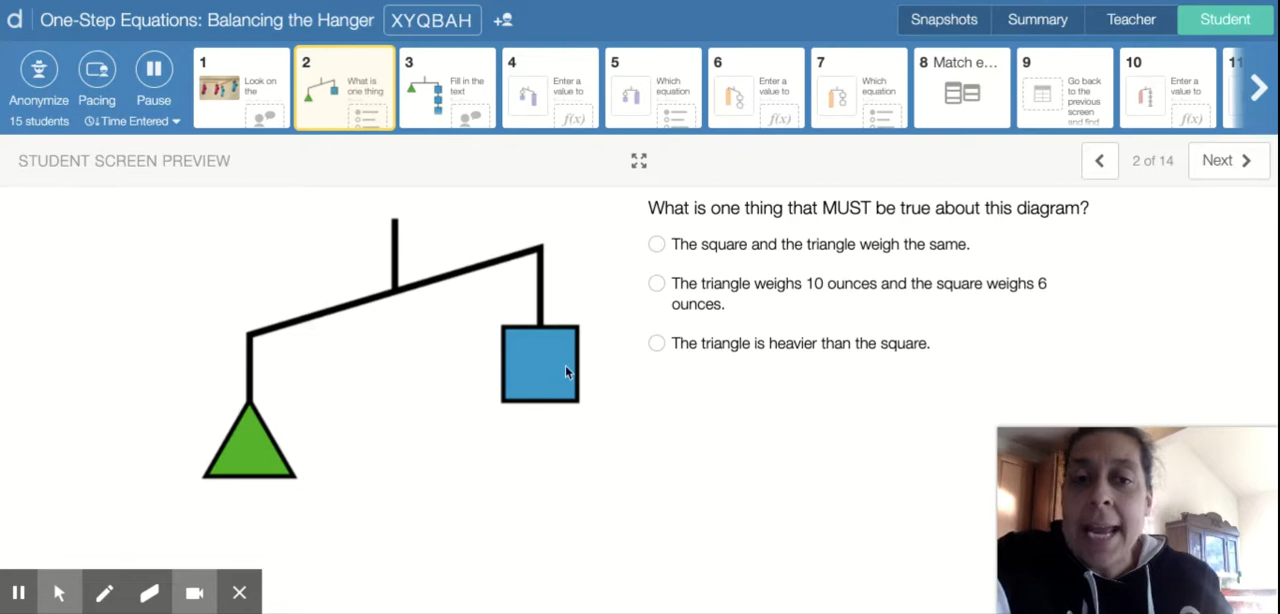 d One-Step Equations: Balancing the Hanger XYQBAH Snapshots Summary Teacher Student
Anonymize Pacing Pause
15 students Time Entered
1 Look on the
2 What is one thing
3 Fill in the text
4 Enter a value to f(x)
5 Which equation
6 Enter a value to f(x)
7 Which equation
8 Match e...
9 Go back to the previous screen and find
10 Enter a value to f(x)
11
STUDENT SCREEN PREVIEW 2 of 14 Next
What is one thing that MUST be true about this diagram?
The square and the triangle weigh the same.
The triangle weighs 10 ounces and the square weighs 6
ounces.
The triangle is heavier than the square.